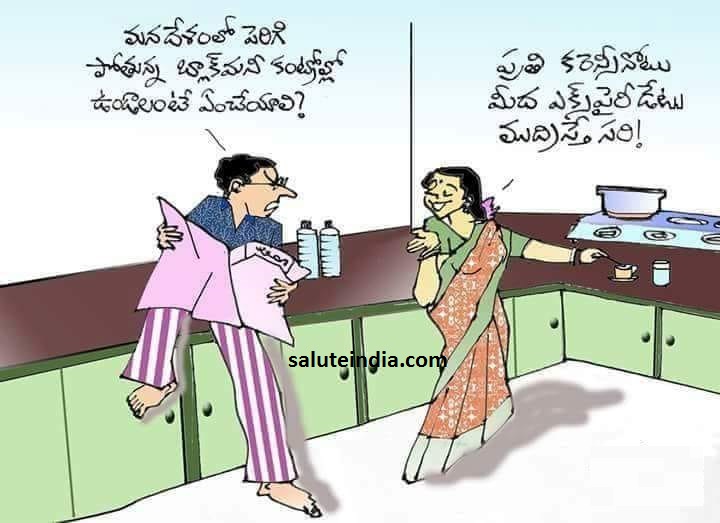 మన దేశంలో పెరిగి
పోతున్న బ్లాక్‌మనీ కంట్రోల్లో
ఉండాలంటే ఏంచేయాలి?
ప్రతి కరెన్సీనోటు
మీద ఎక్స్‌పైరీ డేటు
ముద్రిస్తే సరి!
saluteindia.com